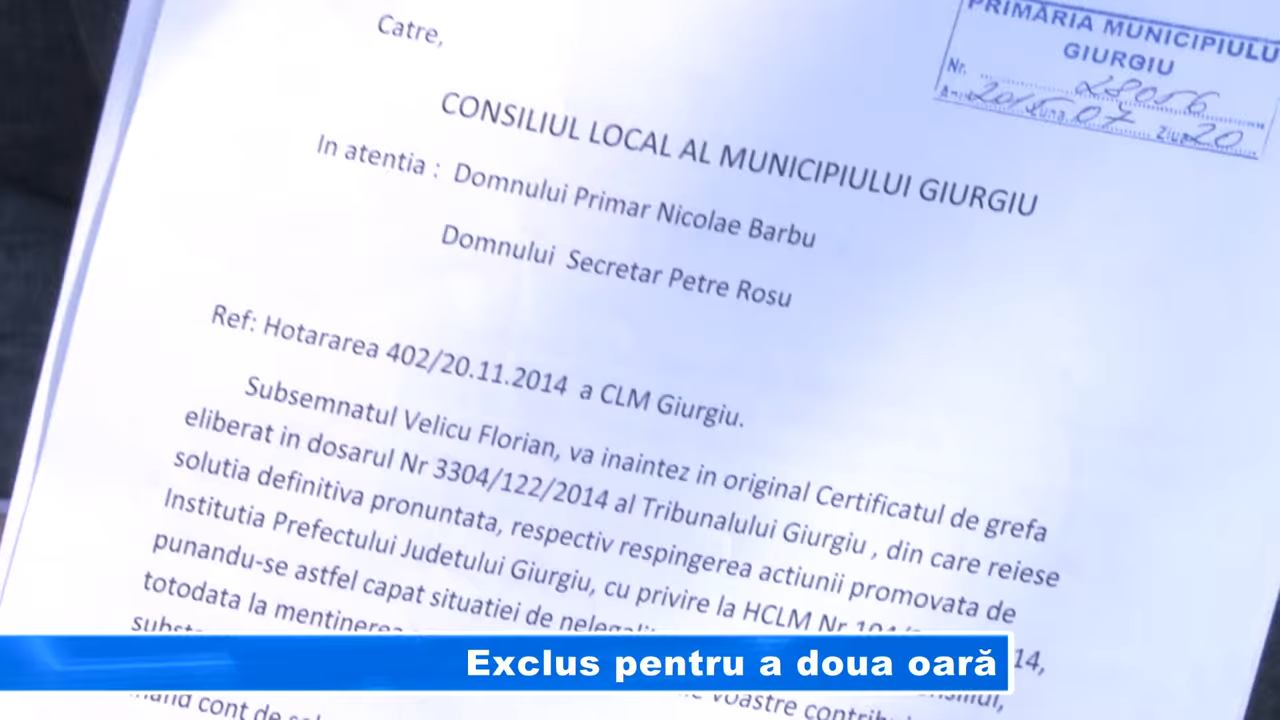 Catre,
PRIMĂRIA MUNICIPIULUI
GIURGIU
Nr. 28056
2015 Luna 07 Ziua 20
CONSILIUL LOCAL AL MUNICIPIULUI GIURGIU
In atentia : Domnului Primar Nicolae Barbu
Domnului Secretar Petre Rosu
Ref: Hotararea 402/20.11.2014 a CLM Giurgiu.
Subsemnatul Velicu Florian, va inaintez in original Certificatul de grefa
eliberat in dosarul Nr 3304/122/2014 al Tribunalului Giurgiu , din care reiese
solutia definitiva pronuntata, respectiv respingerea actiunii promovata de
Institutia Prefectului Judetului Giurgiu, cu privire la HCLM Nr
punandu-se astfel capat situatiei de 14,
totodata la mentinerea
Exclus pentru a doua oară
voastre
cont de